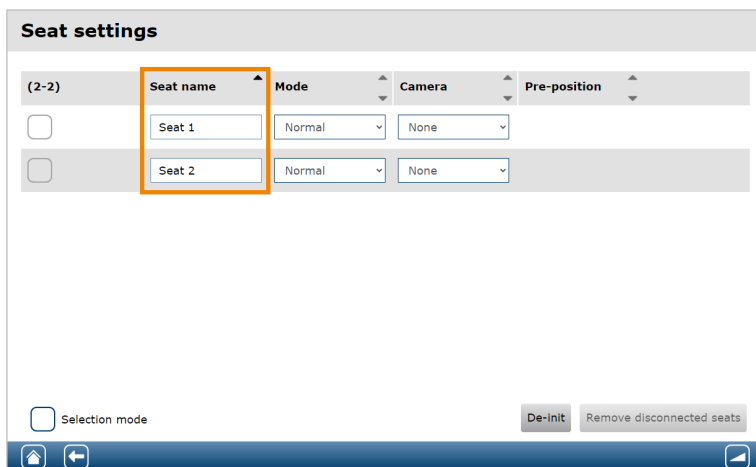 Seat settings
(2-2) Seat name Mode Camera Pre-position
Seat 1 Normal None
Seat 2 Normal None
Selection mode De-init Remove disconnected seats